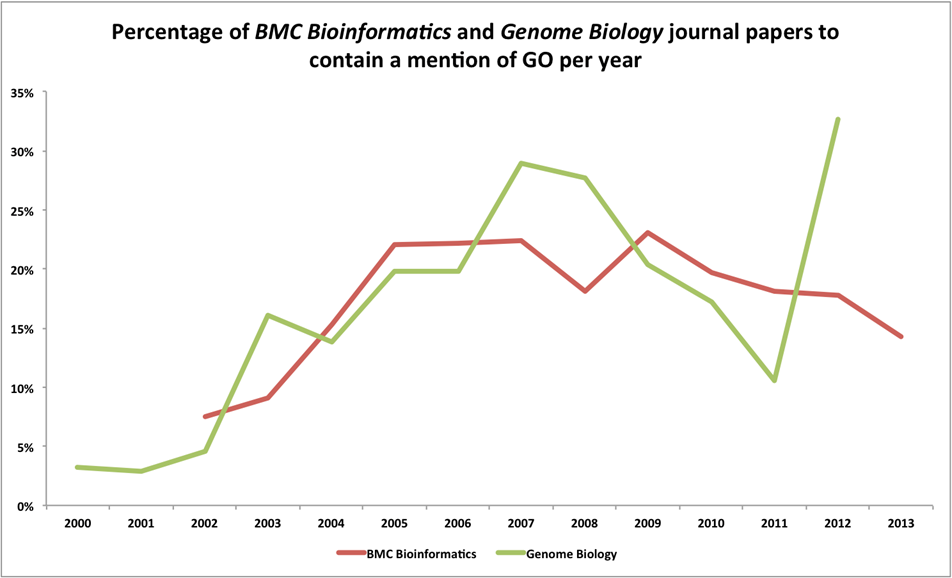 Percentage of BMC Bioinformatics and Genome Biology journal papers to
contain a mention of GO per year
35%
30%
25%
20%
15%
10%
5%
0%
2000 2001 2002 2003 2004 2005 2006 2007 2008 2009 2010 2011 2012 2013
BMC Bioinformatics Genome Biology